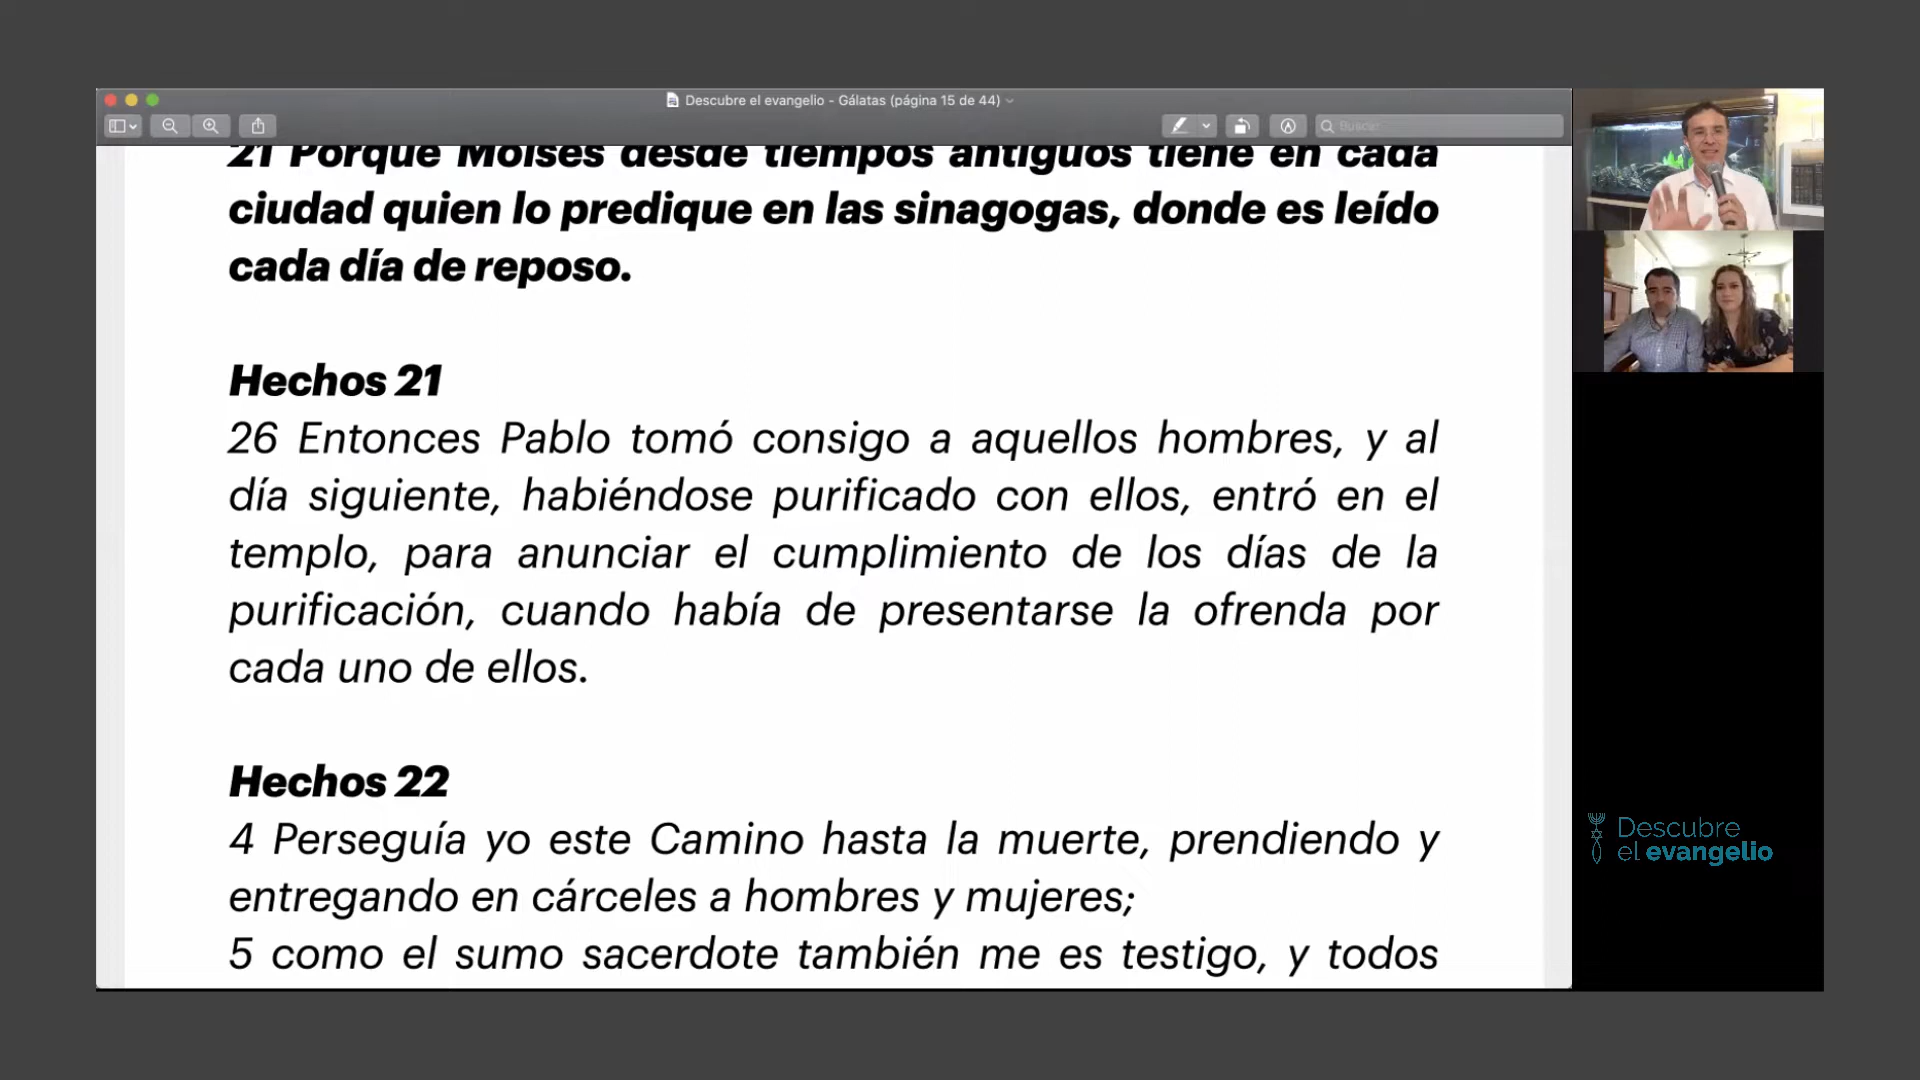 Descubre el evangelio - Gálatas (página 15 de 44)
Buscar
21 Porque Moisés desde tiempos antiguos tiene en cada
ciudad quien lo predique en las sinagogas, donde es leído
cada día de reposo.
Hechos 21
26 Entonces Pablo tomó consigo a aquellos hombres, y al
día siguiente, habiéndose purificado con ellos, entró en el
templo, para anunciar el cumplimiento de los días de la
purificación, cuando había de presentarse la ofrenda por
cada uno de ellos.
Hechos 22
4 Perseguía yo este Camino hasta la muerte, prendiendo y
entregando en cárceles a hombres y mujeres;
5 como el sumo sacerdote también me es testigo, y todos
Descubre
el evangelio